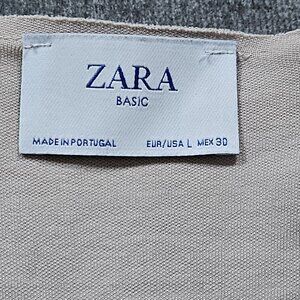 ZARA
BASIC
MADE IN PORTUGAL EUR/USA L MEX 30